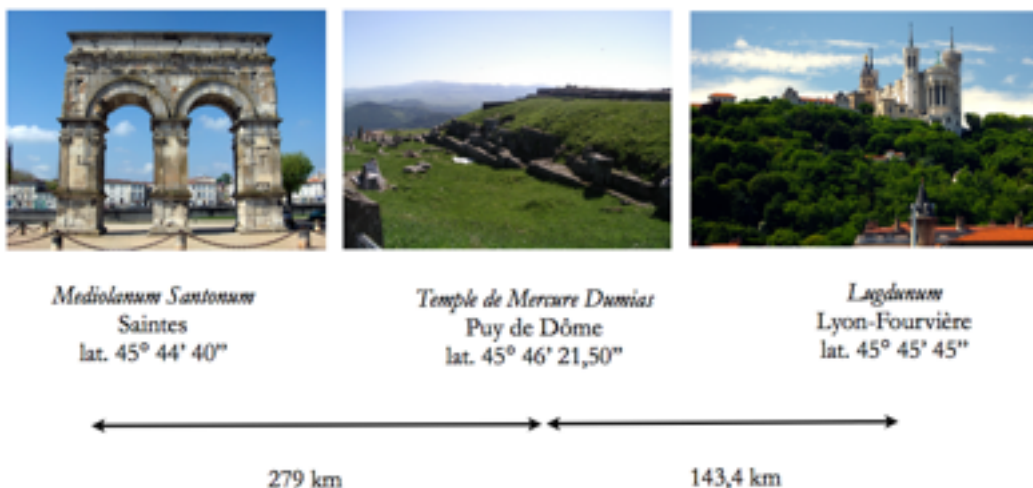 Mediolanum Santonum
Saintes
lat. 45° 44' 40”
Temple de Mercure Dumias
Puy de Dôme
lat. 45° 46' 21,50”
Lugdunum
Lyon-Fourvière
lat. 45° 45' 45”
279 km
143,4 km